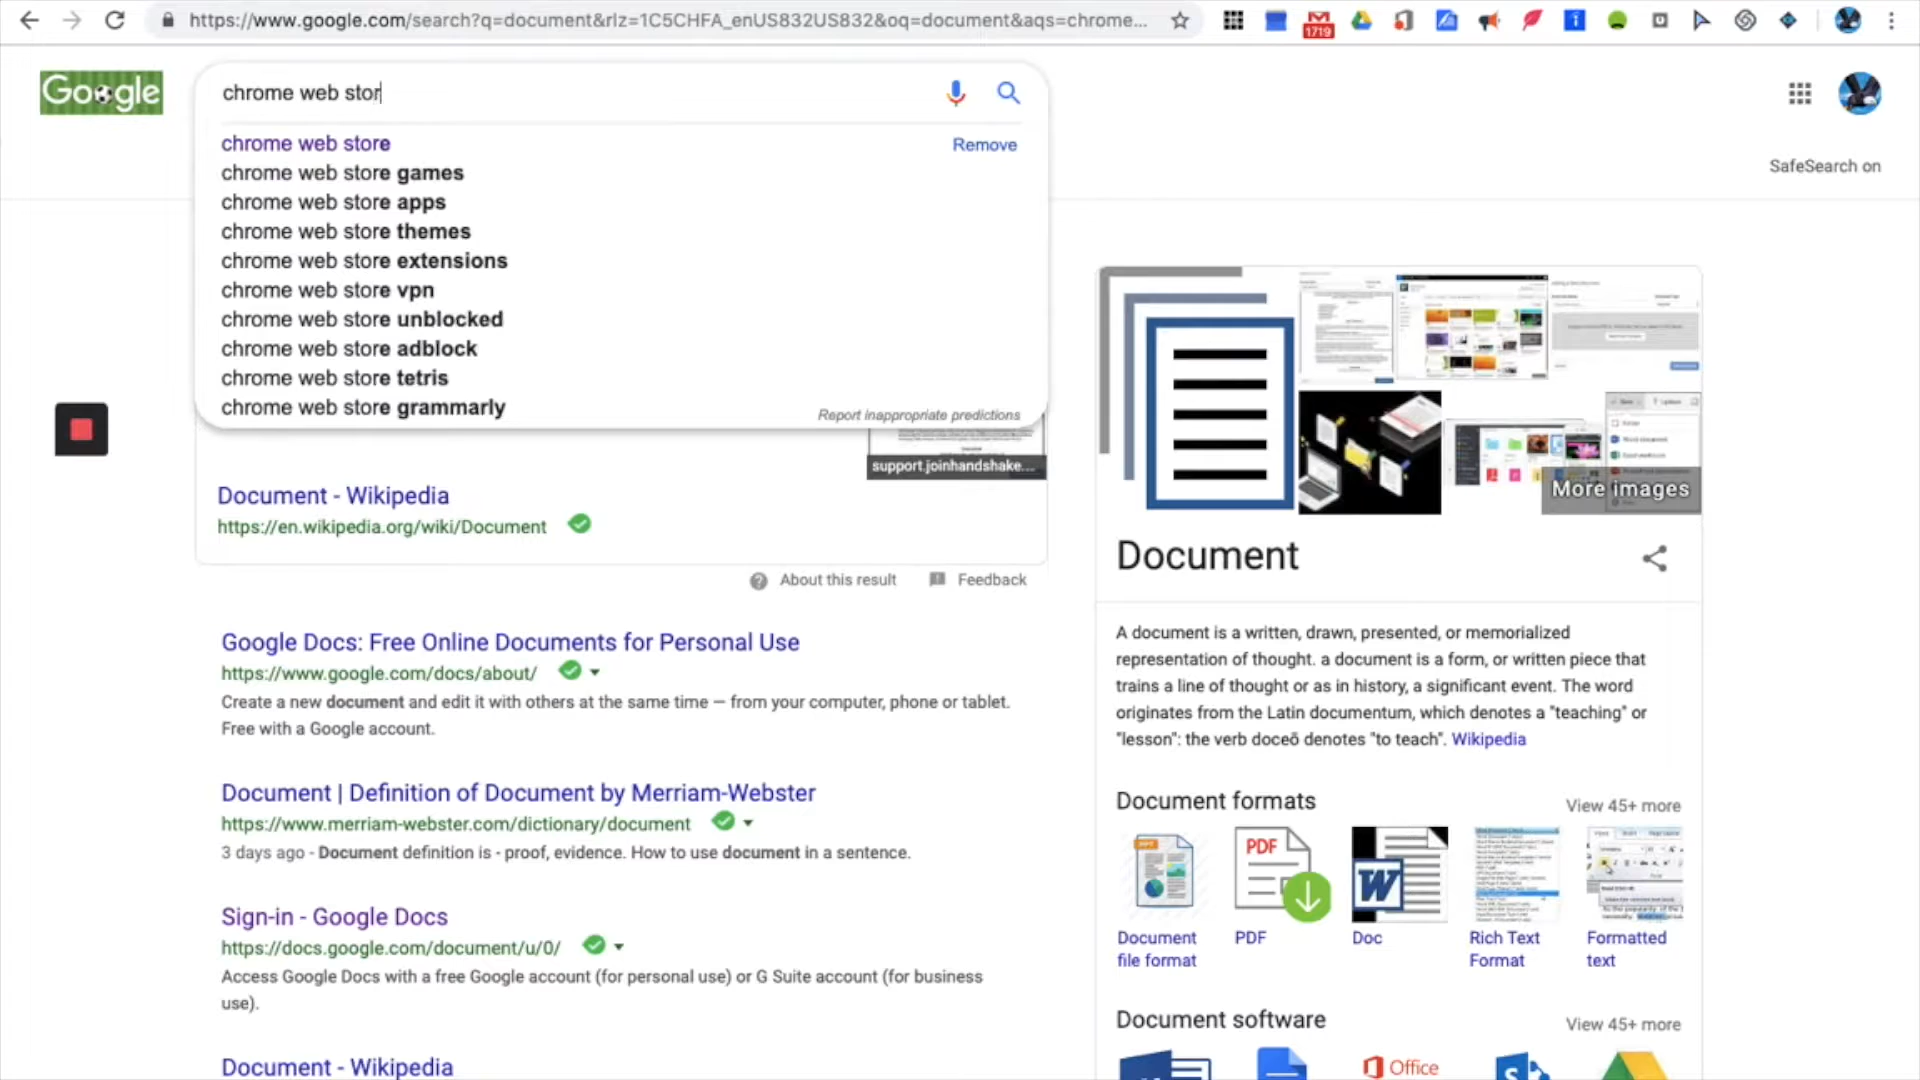 https://www.google.com/search?q=document&rlz=1C5CHFA_enUS832US832&oq=document&aqs=chrome...
1719
Google
chrome web stor
chrome web store
Remove
chrome web store games
chrome web store apps
chrome web store themes
chrome web store extensions
chrome web store vpn
chrome web store unblocked
chrome web store adblock
chrome web store tetris
chrome web store grammarly
Report inappropriate predictions
SafeSearch on
support.joinhandshake...
Document - Wikipedia
https://en.wikipedia.org/wiki/Document
About this result
Feedback
Google Docs: Free Online Documents for Personal Use
https://www.google.com/docs/about/
Create a new document and edit it with others at the same time — from your computer, phone or tablet.
Free with a Google account.
Document | Definition of Document by Merriam-Webster
https://www.merriam-webster.com/dictionary/document
3 days ago - Document definition is - proof, evidence. How to use document in a sentence.
Sign-in - Google Docs
https://docs.google.com/document/u/0/
Access Google Docs with a free Google account (for personal use) or G Suite account (for business
use).
Document - Wikipedia
More images
Document
A document is a written, drawn, presented, or memorialized
representation of thought. a document is a form, or written piece that
trains a line of thought or as in history, a significant event. The word
originates from the Latin documentum, which denotes a "teaching" or
"lesson": the verb doceō denotes "to teach". Wikipedia
Document formats
View 45+ more
PDF
W
Document
file format
PDF
Doc
Rich Text
Format
Formatted
text
Document software
View 45+ more
Office